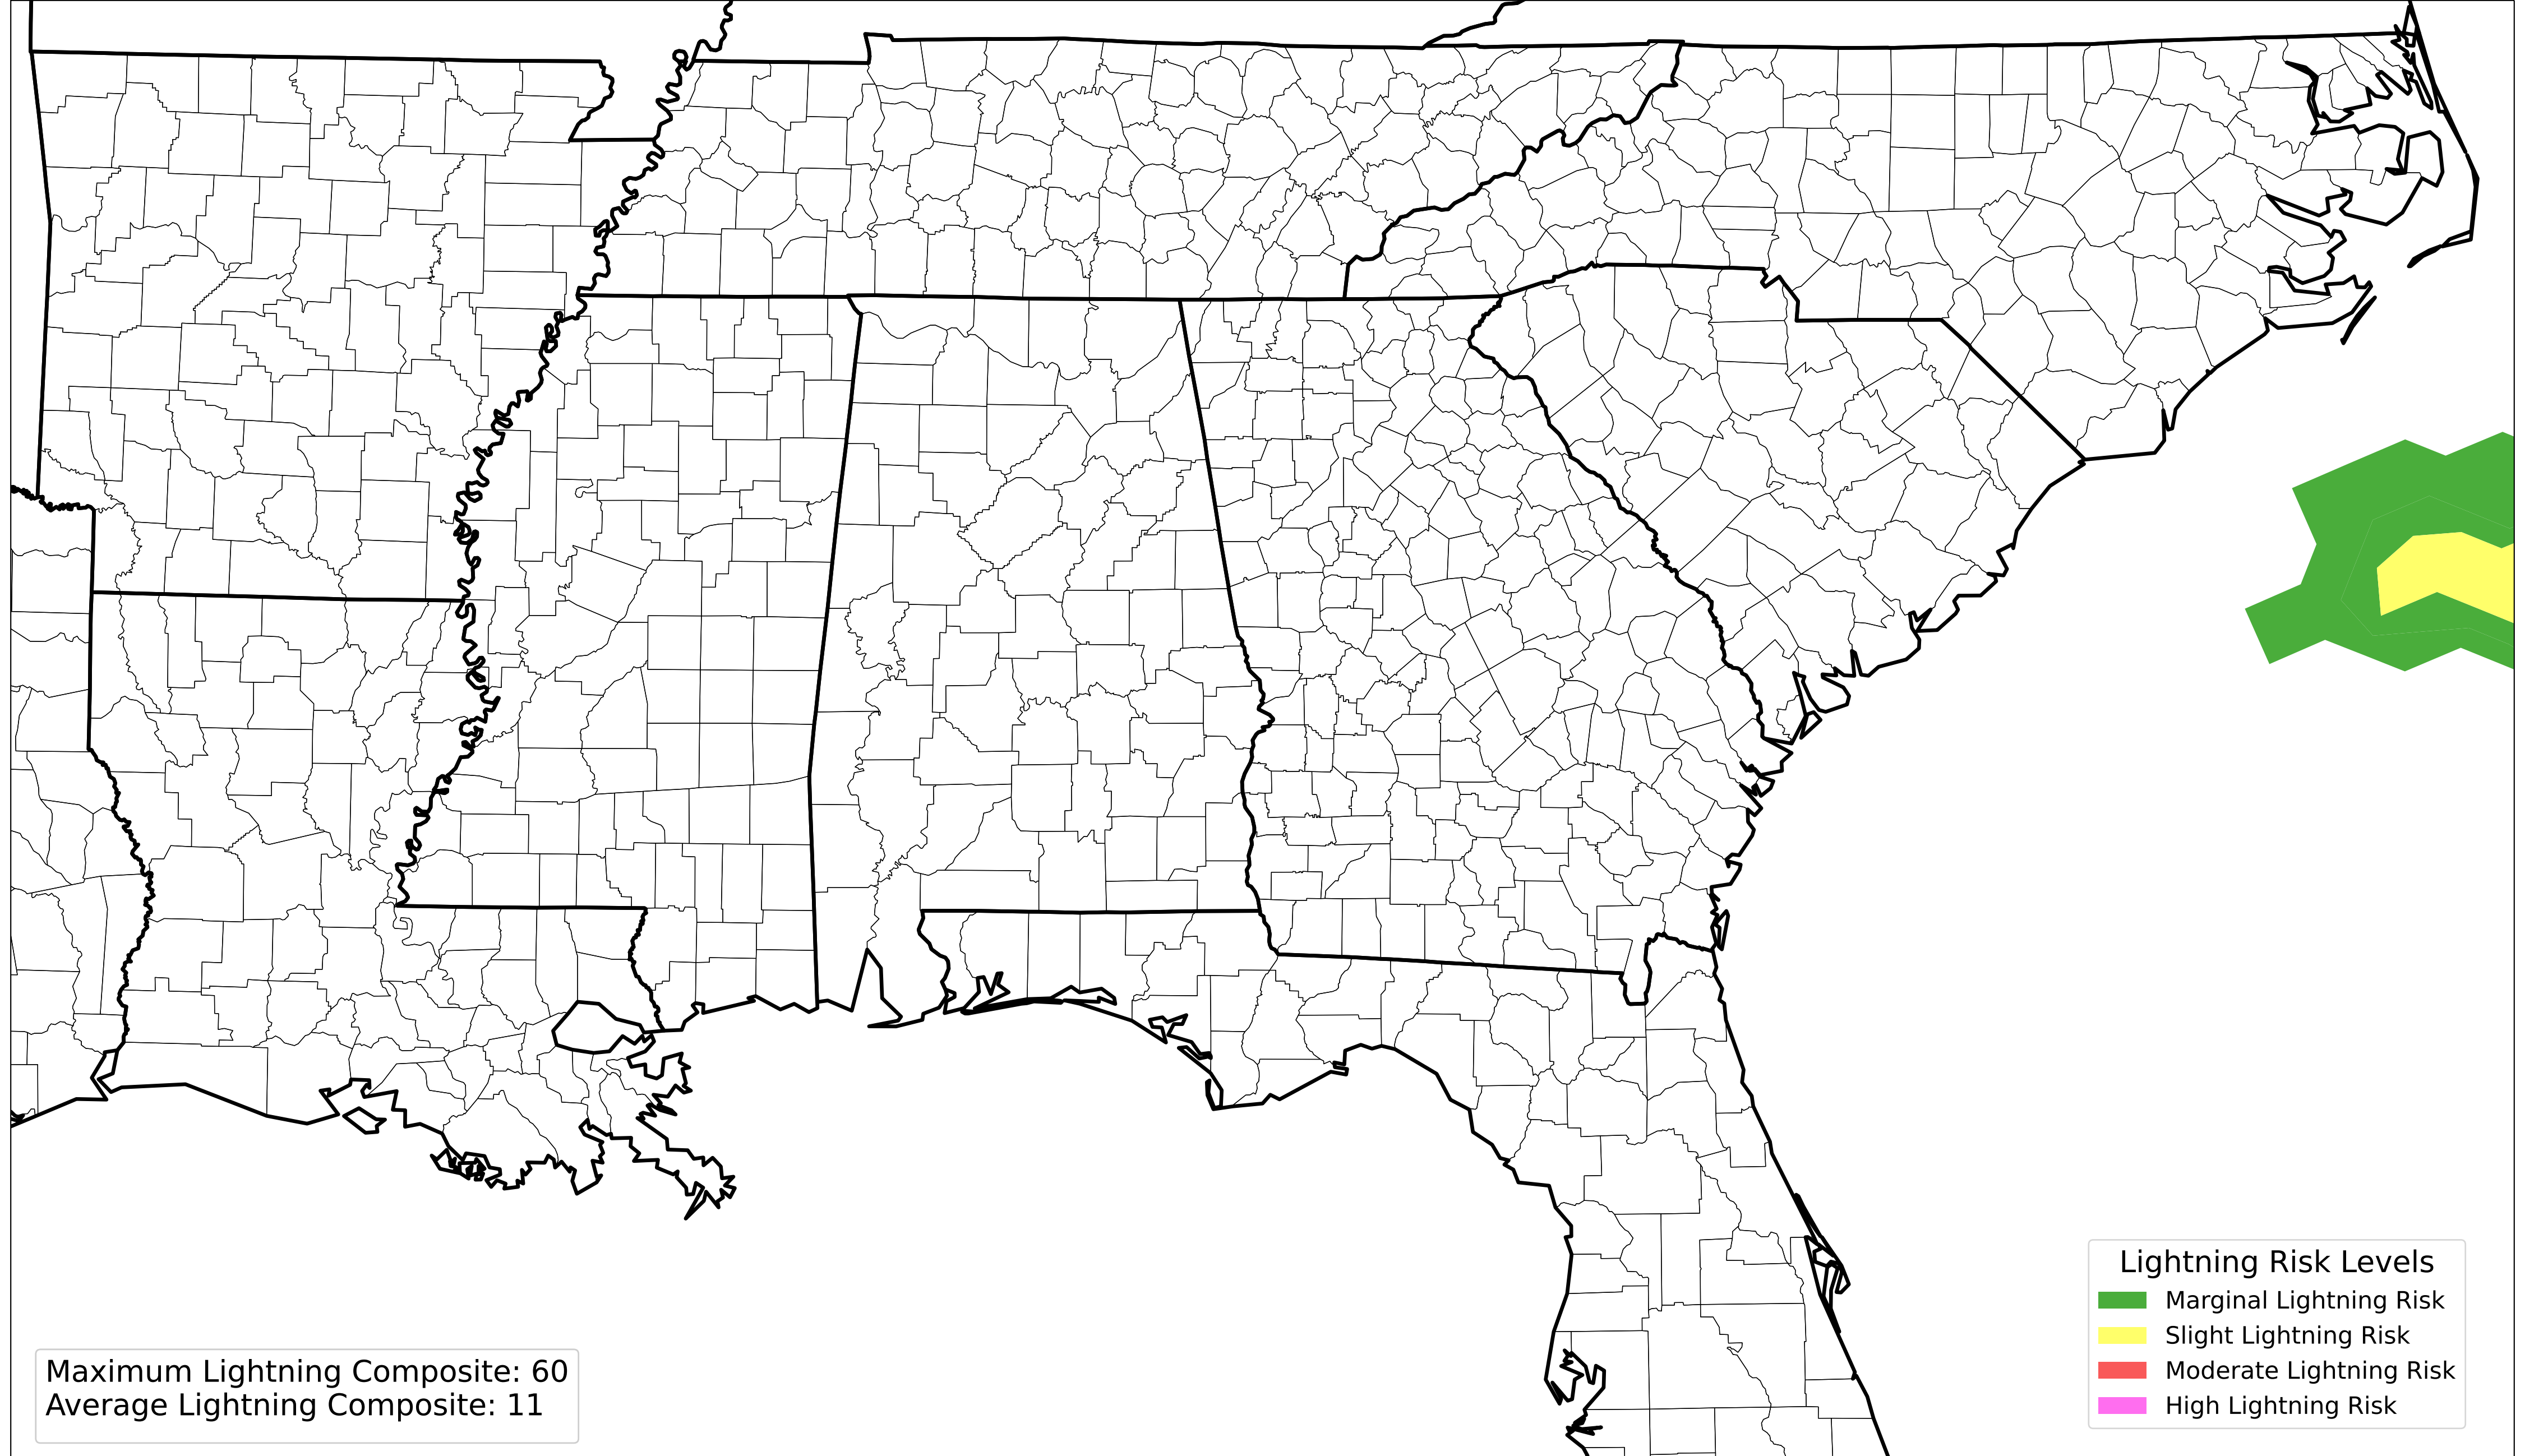 Lightning Risk Levels
Marginal Lightning Risk
Slight Lightning Risk
Moderate Lightning Risk
High Lightning Risk
Maximum Lightning Composite: 60
Average Lightning Composite: 11